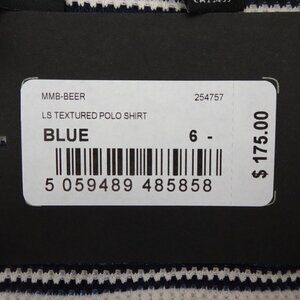 MMB-BEER 254757
LS TEXTURED POLO SHIRT
BLUE 6 -
5 059489 485858
$ 175.00